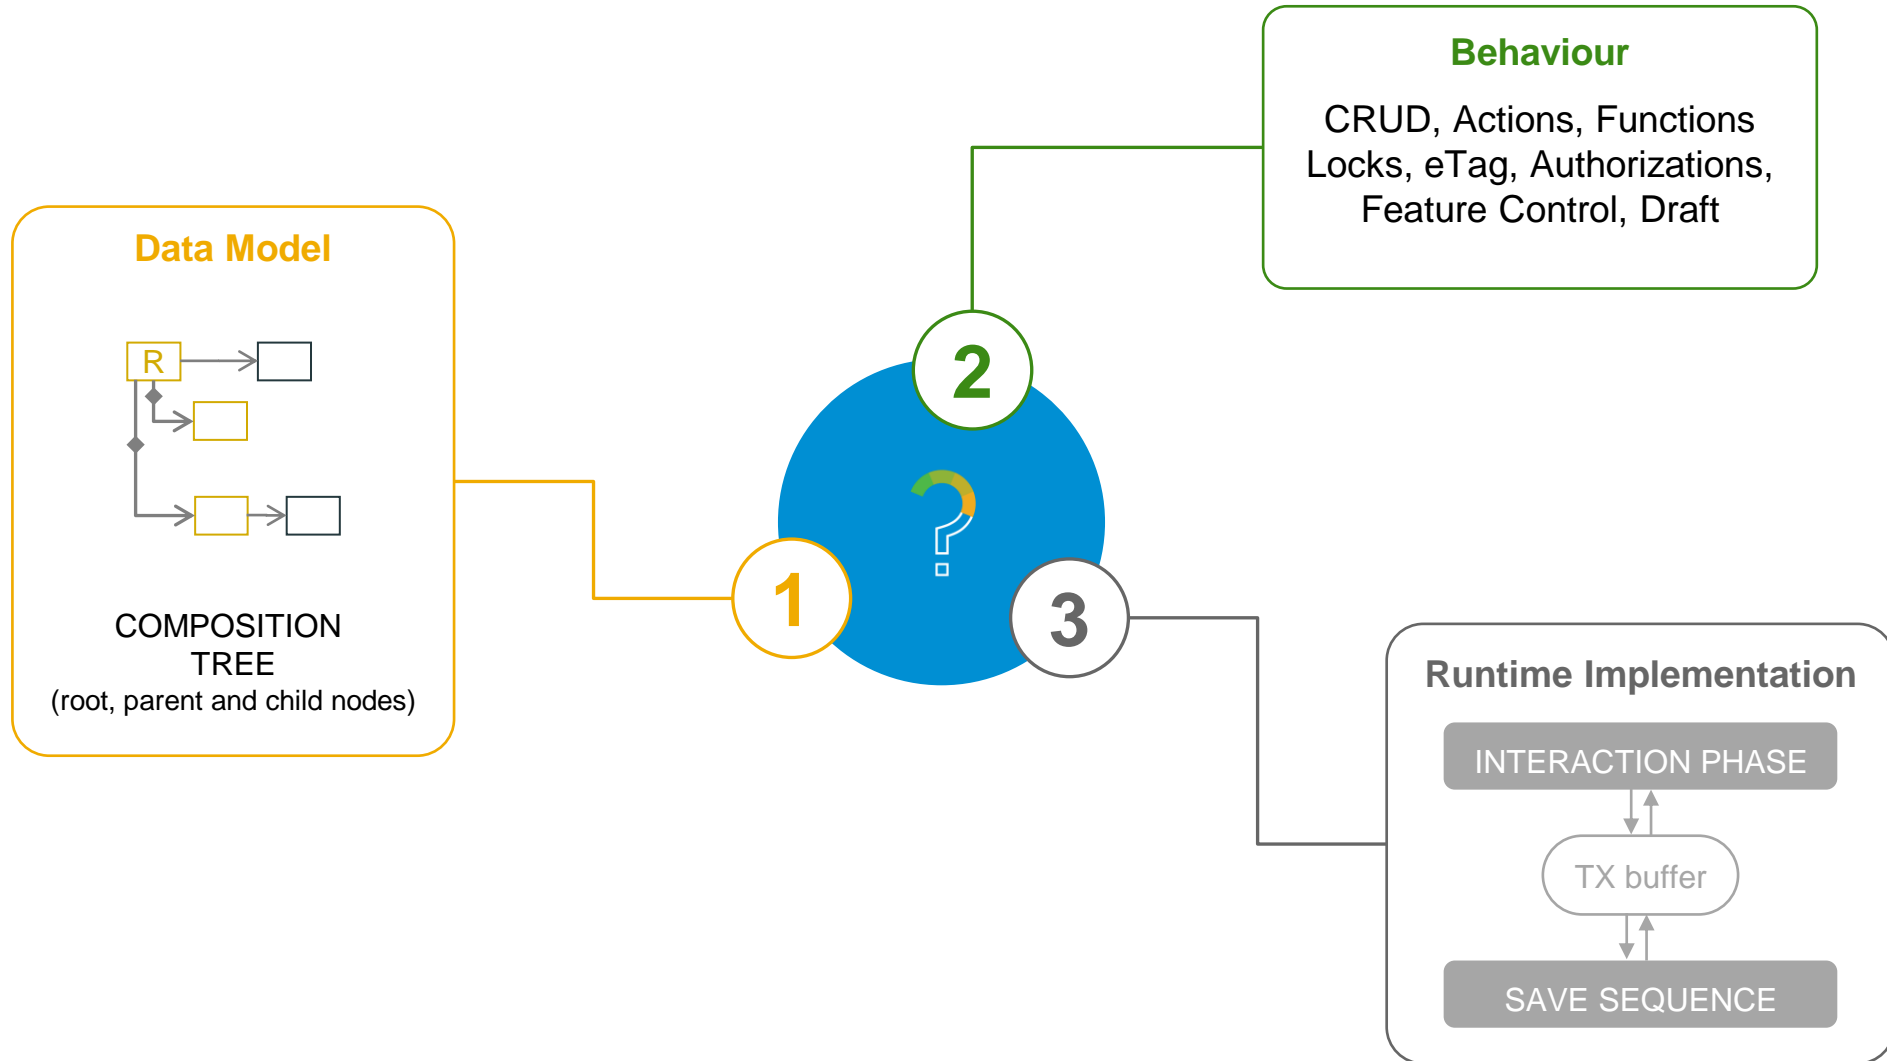 Behaviour
CRUD, Actions, Functions
Locks, eTag, Authorizations,
Feature Control, Draft
Data Model
R
COMPOSITION
TREE
(root, parent and child nodes)
2
?
1
3
Runtime Implementation
INTERACTION PHASE
TX buffer
SAVE SEQUENCE